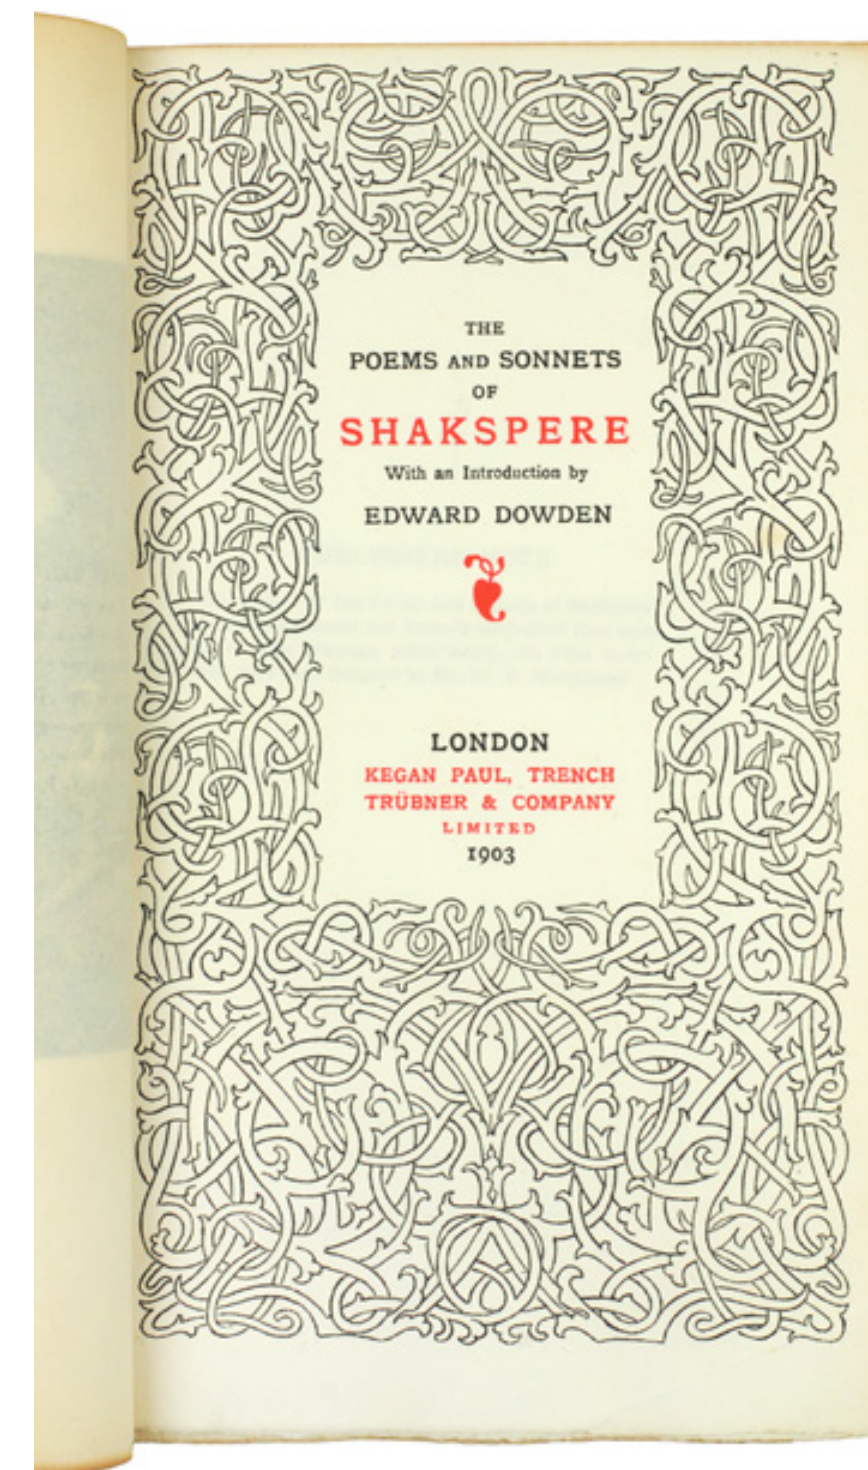 THE
POEMS AND SONNETS
OF
SHAKSPERE
With an Introduction by
EDWARD DOWDEN
LONDON
KEGAN PAUL, TRENCH
TRÜBNER & COMPANY
LIMITED
1903